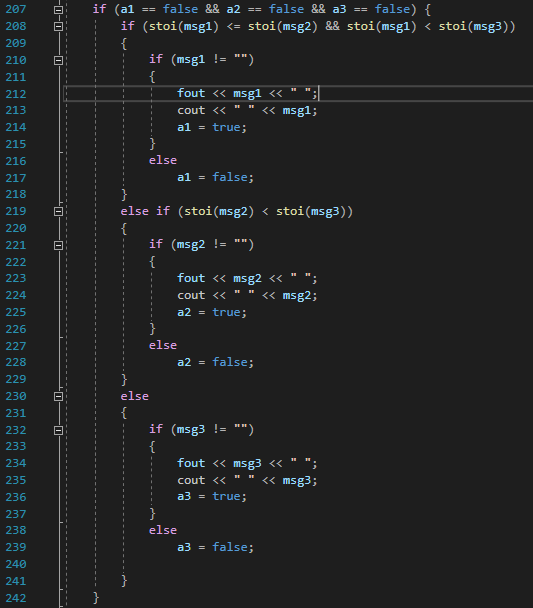 207 if (a1 == false && a2 == false && a3 == false) {
208 if (stoi(msg1) <= stoi(msg2) && stoi(msg1) < stoi(msg3))
209 {
210 if (msg1 != "")
211 {
212 fout << msg1 << " ";
213 cout << " " << msg1;
214 a1 = true;
215 }
216 else
217 a1 = false;
218 }
219 else if (stoi(msg2) < stoi(msg3))
220 {
221 if (msg2 != "")
222 {
223 fout << msg2 << " ";
224 cout << " " << msg2;
225 a2 = true;
226 }
227 else
228 a2 = false;
229 }
230 else
231 {
232 if (msg3 != "")
233 {
234 fout << msg3 << " ";
235 cout << " " << msg3;
236 a3 = true;
237 }
238 else
239 a3 = false;
240
241 }
242 }